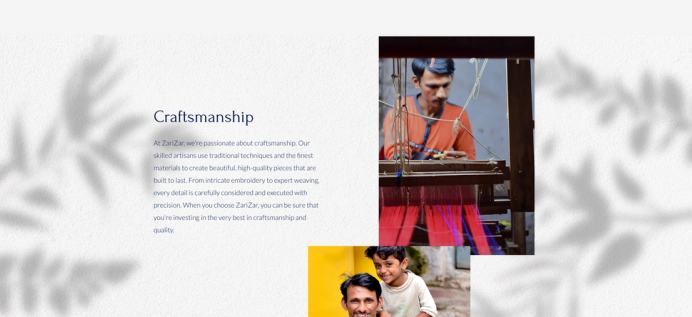 Craftsmanship
At ZariZar, we're passionate about craftsmanship. Our
skilled artisans use traditional techniques and the finest
materials to create beautiful, high-quality pieces that are
built to last. From intricate embroidery to expert weaving,
every detail is carefully considered and executed with
precision. When you choose ZariZar, you can be sure that
you're investing in the very best in craftsmanship and
quality.